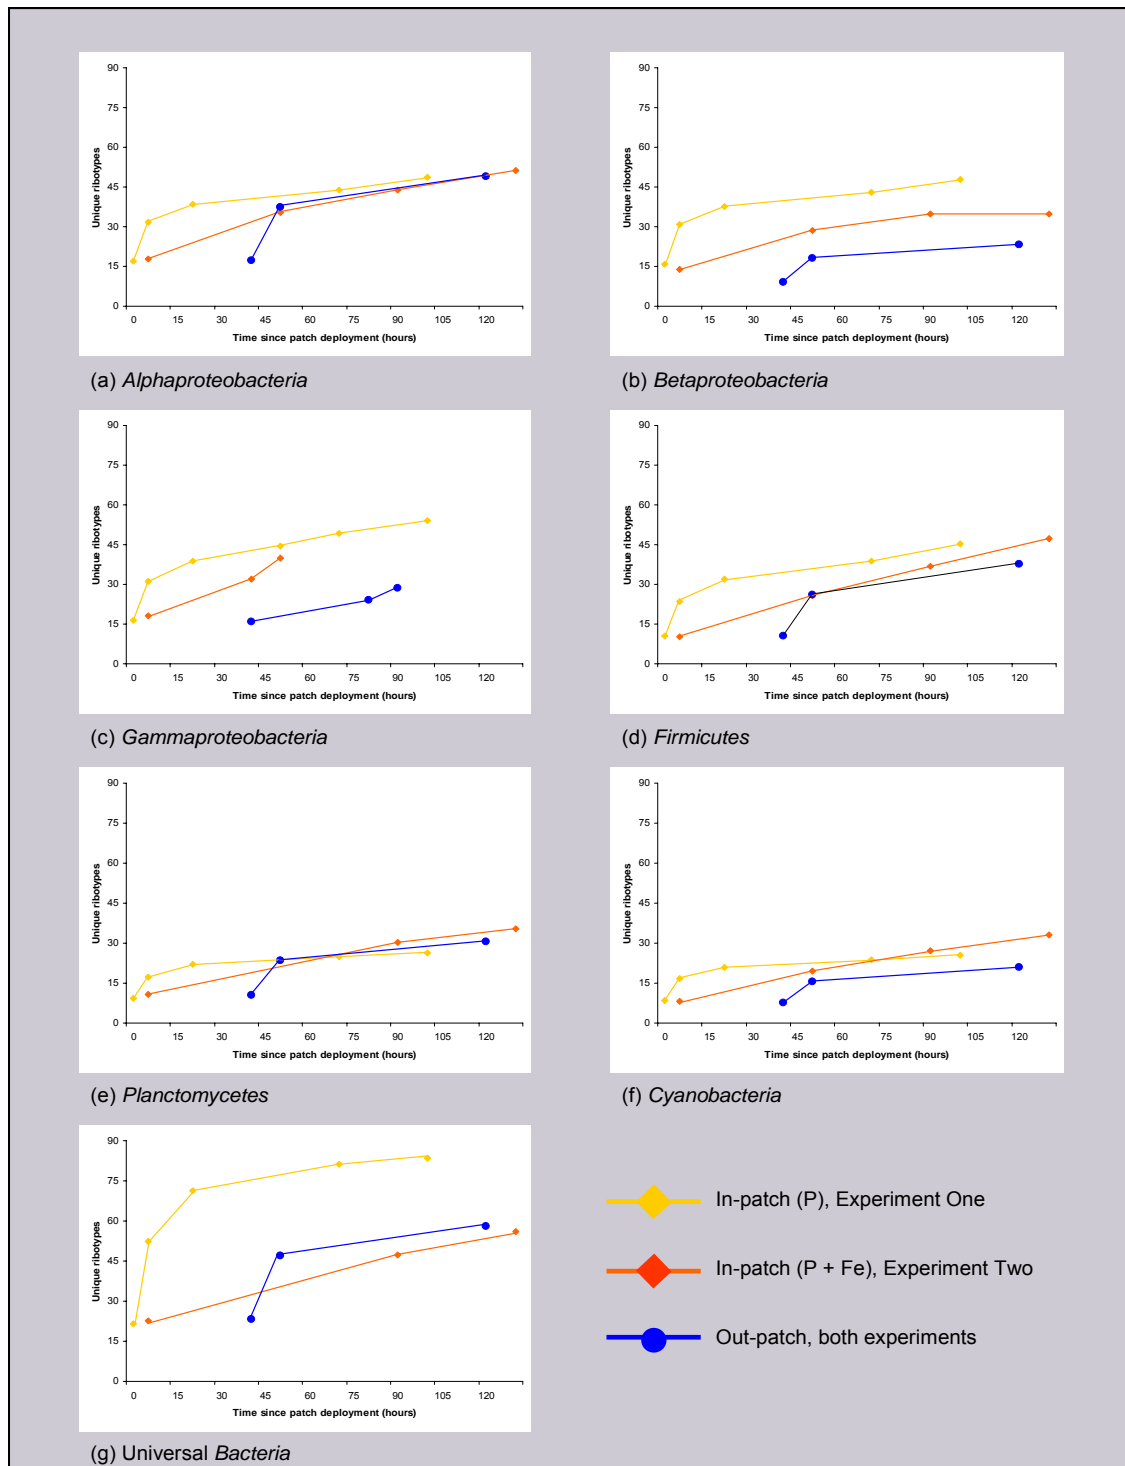 90
75
60
45
30
15
0
Unique ribotypes
0 15 30 45 60 75 90 105 120
Time since patch deployment (hours)
(a) Alphaproteobacteria
90
75
60
45
30
15
0
Unique ribotypes
0 15 30 45 60 75 90 105 120
Time since patch deployment (hours)
(b) Betaproteobacteria
90
75
60
45
30
15
0
Unique ribotypes
0 15 30 45 60 75 90 105 120
Time since patch deployment (hours)
(c) Gammaproteobacteria
90
75
60
45
30
15
0
Unique ribotypes
0 15 30 45 60 75 90 105 120
Time since patch deployment (hours)
(d) Firmicutes
90
75
60
45
30
15
0
Unique ribotypes
0 15 30 45 60 75 90 105 120
Time since patch deployment (hours)
(e) Planctomycetes
90
75
60
45
30
15
0
Unique ribotypes
0 15 30 45 60 75 90 105 120
Time since patch deployment (hours)
(f) Cyanobacteria
90
75
60
45
30
15
0
Unique ribotypes
0 15 30 45 60 75 90 105 120
Time since patch deployment (hours)
(g) Universal Bacteria
In-patch (P), Experiment One
In-patch (P + Fe), Experiment Two
Out-patch, both experiments